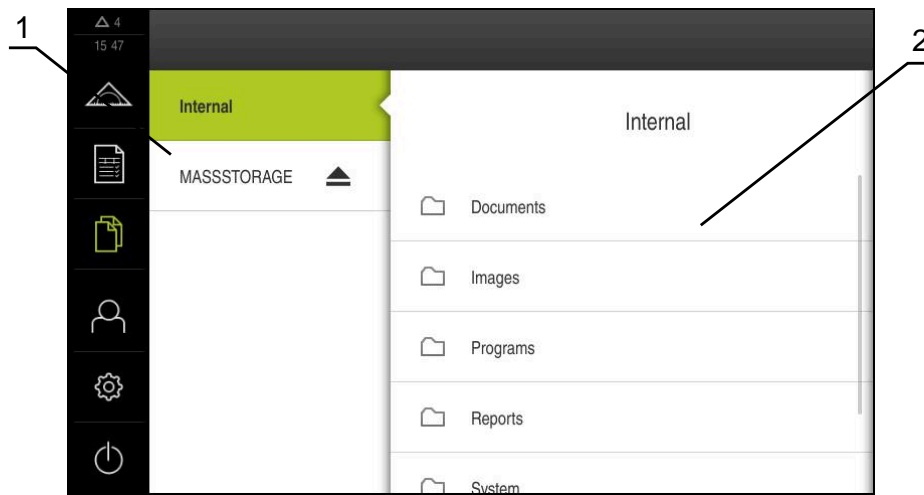 1
2
4
15 47
Internal
MASSSTORAGE
Internal
Documents
Images
Programs
Reports
System